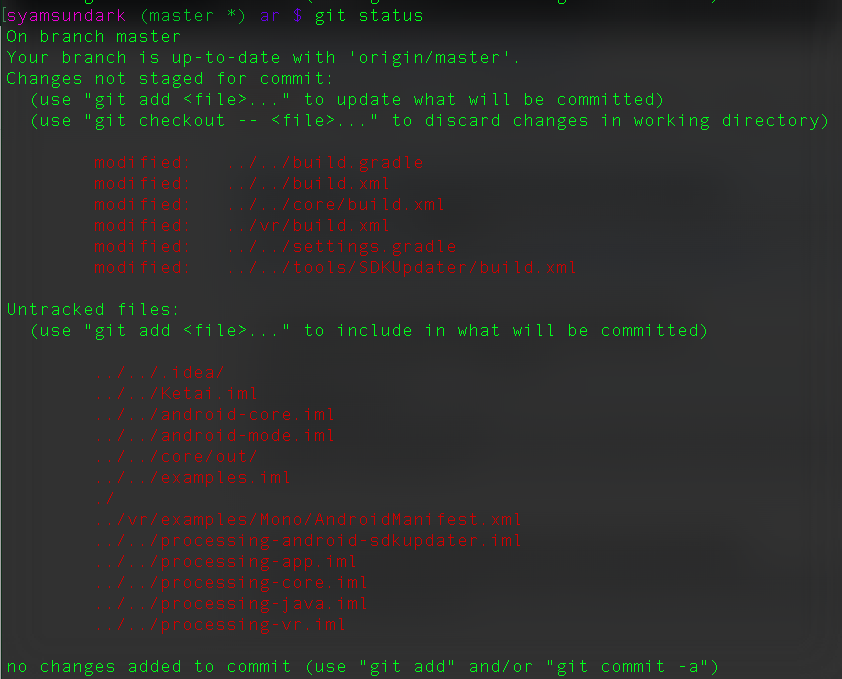 [syamsundark (master *) ar $ git status
On branch master
Your branch is up-to-date with 'origin/master'.
Changes not staged for commit:
(use "git add <file>..." to update what will be committed)
(use "git checkout -- <file>..." to discard changes in working directory)
modified: ../../build.gradle
modified: ../../build.xml
modified: ../../core/build.xml
modified: ../vr/build.xml
modified: ../../settings.gradle
modified: ../../tools/SDKUpdater/build.xml
Untracked files:
(use "git add <file>..." to include in what will be committed)
../../.idea/
../../Ketai.iml
../../android-core.iml
../../android-mode.iml
../../core/out/
../../examples.iml
./
../vr/examples/Mono/AndroidManifest.xml
../../processing-android-sdkupdater.iml
../../processing-app.iml
../../processing-core.iml
../../processing-java.iml
../../processing-vr.iml
no changes added to commit (use "git add" and/or "git commit -a")